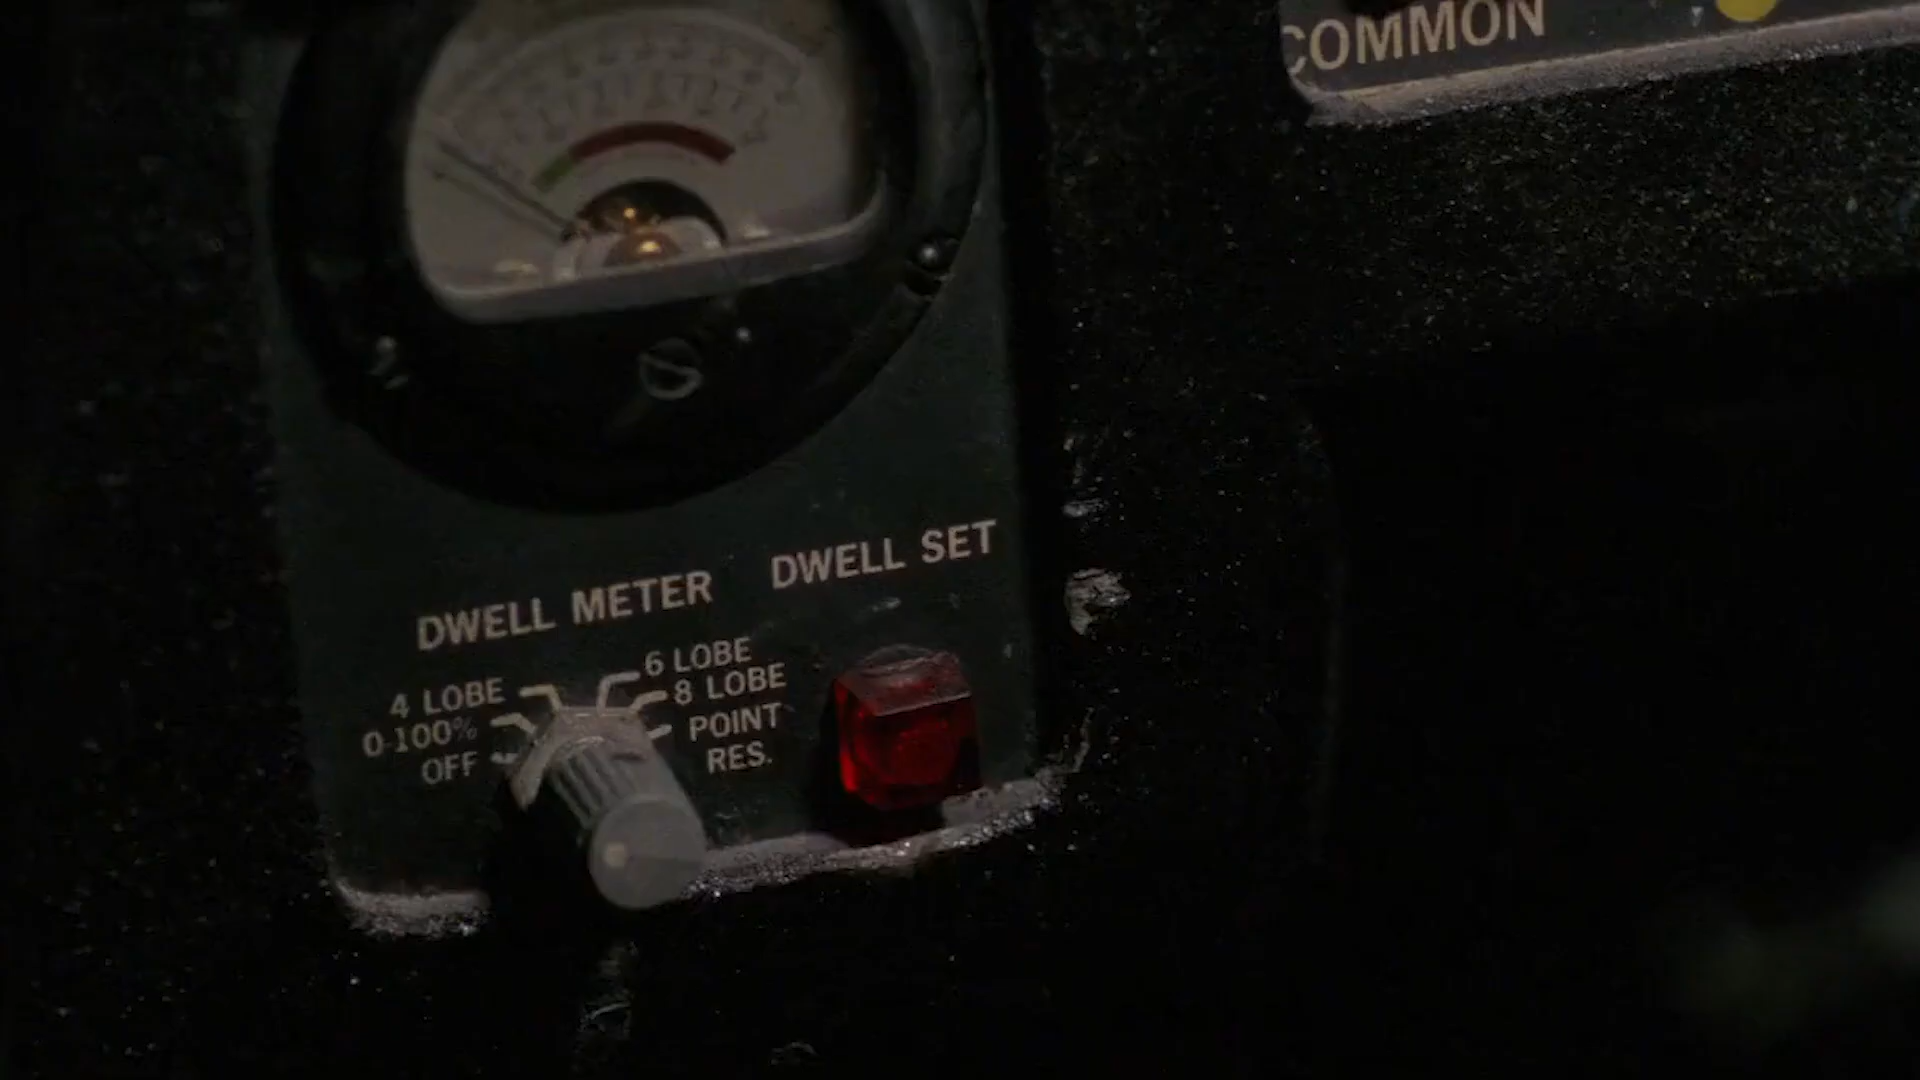 COMMON
DWELL METER
DWELL SET
4 LOBE
0-100%
OFF
6 LOBE
8 LOBE
POINT
RES.